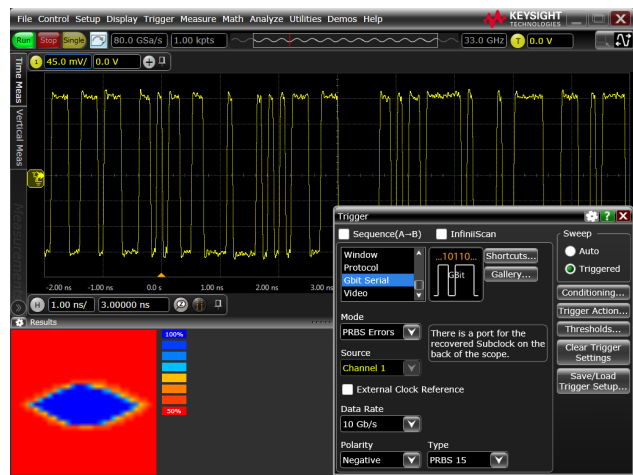 File Control Setup Display Trigger Measure Math Analyze Utilities Demos Help
KEYSIGHT
TECHNOLOGIES
Run Stop Single 80.0 GSa/s 1.00 kpts 33.0 GHz T 0.0 V
1 45.0 mV/ 0.0 V
Time Meas
Vertical Meas
Measurements
-2.00 ns -1.00 ns 0.0 s 1.00 ns 2.00 ns 3.00 ns
H 1.00 ns/ 3.00000 ns
Results
100%
50%
Trigger
Sequence(A→B) InfiniiScan
Sweep
Auto
Triggered
Window
Protocol
Gbit Serial
Video
...10110...
GBit
Shortcuts...
Gallery...
Conditioning...
Trigger Action...
Thresholds...
Clear Trigger
Settings
Save/Load
Trigger Setup...
Mode
PRBS Errors
There is a port for the
recovered Subclock on the
back of the scope.
Source
Channel 1
External Clock Reference
Data Rate
10 Gb/s
Polarity Type
Negative PRBS 15